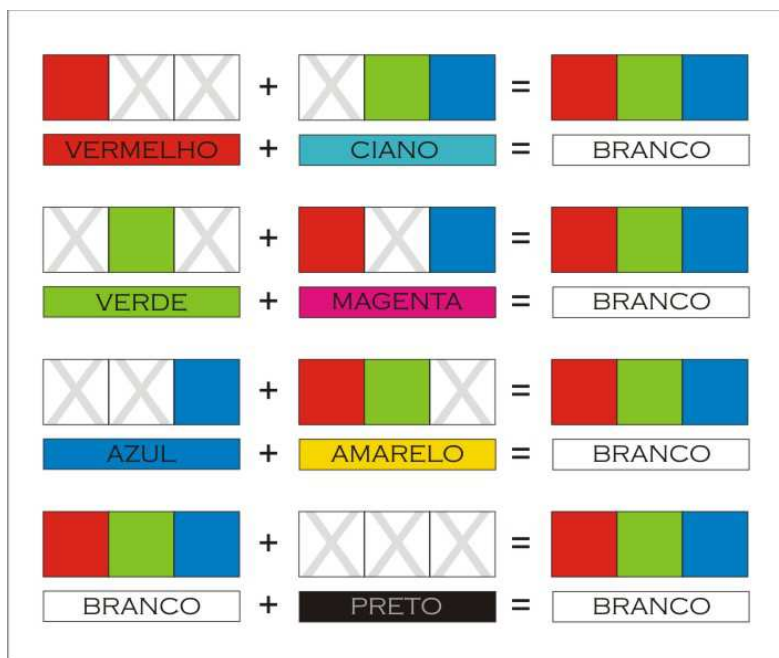 + =
VERMELHO + CIANO = BRANCO
+ =
VERDE + MAGENTA = BRANCO
+ =
AZUL + AMARELO = BRANCO
+ =
BRANCO + PRETO = BRANCO